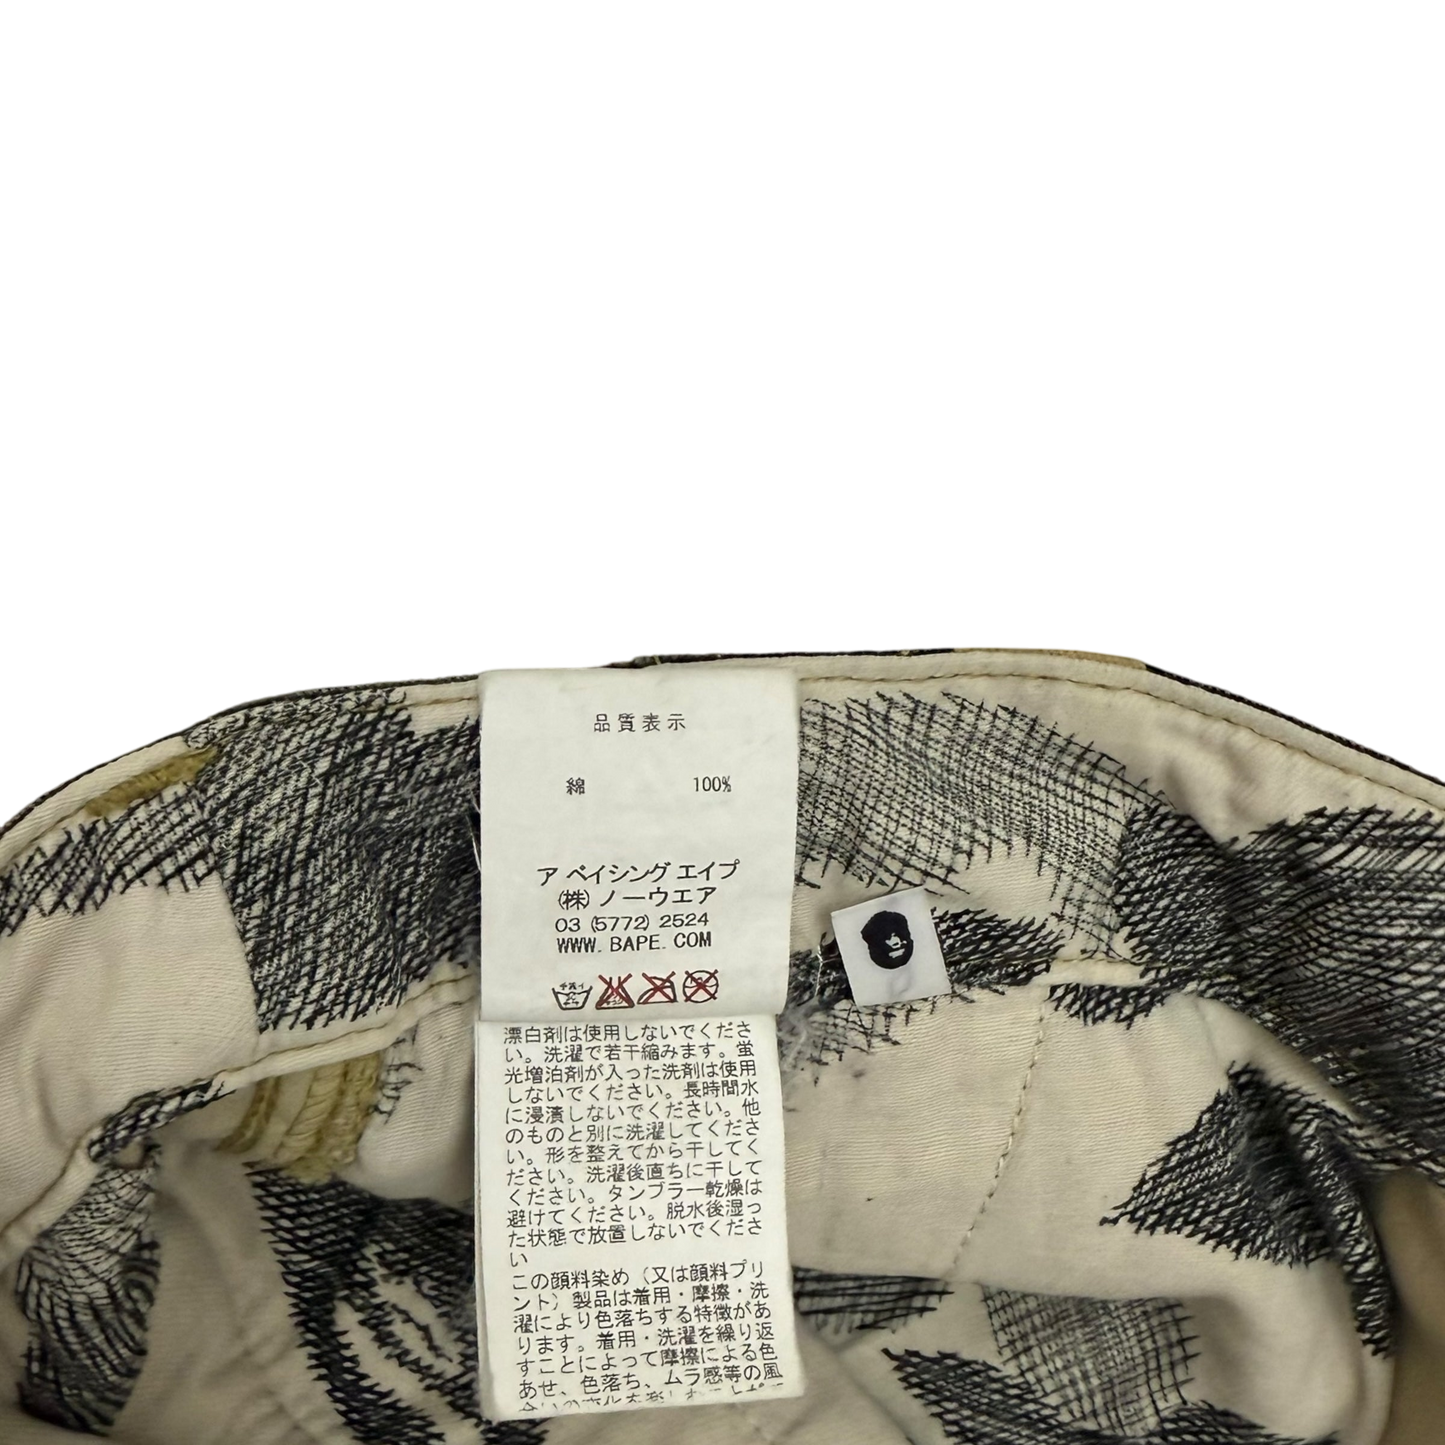 品質表示
綿 100%
ア ベイシング エイプ
(株) ノーウエア
03 (5772) 2524
WWW. BAPE. COM
漂白剤は使用しないでくださ
い。洗濯で若干縮みます。蛍
光増泊剤が入った洗剤は使用
しないでください。長時間水
に浸漬しないでください。他
のものと別に洗濯してくださ
い。形を整えてから干してく
ださい。洗濯後直ちに干して
ください。タンブラー乾燥は
避けてください。脱水後湿っ
た状態で放置しないでくださ
い
この顔料染め（又は顔料プリ
ント）製品は着用・摩擦・洗
濯により色落ちする特徴があ
ります。着用・洗濯を繰り返
すことによって摩擦による色
あせ、色落ち、ムラ感等の風